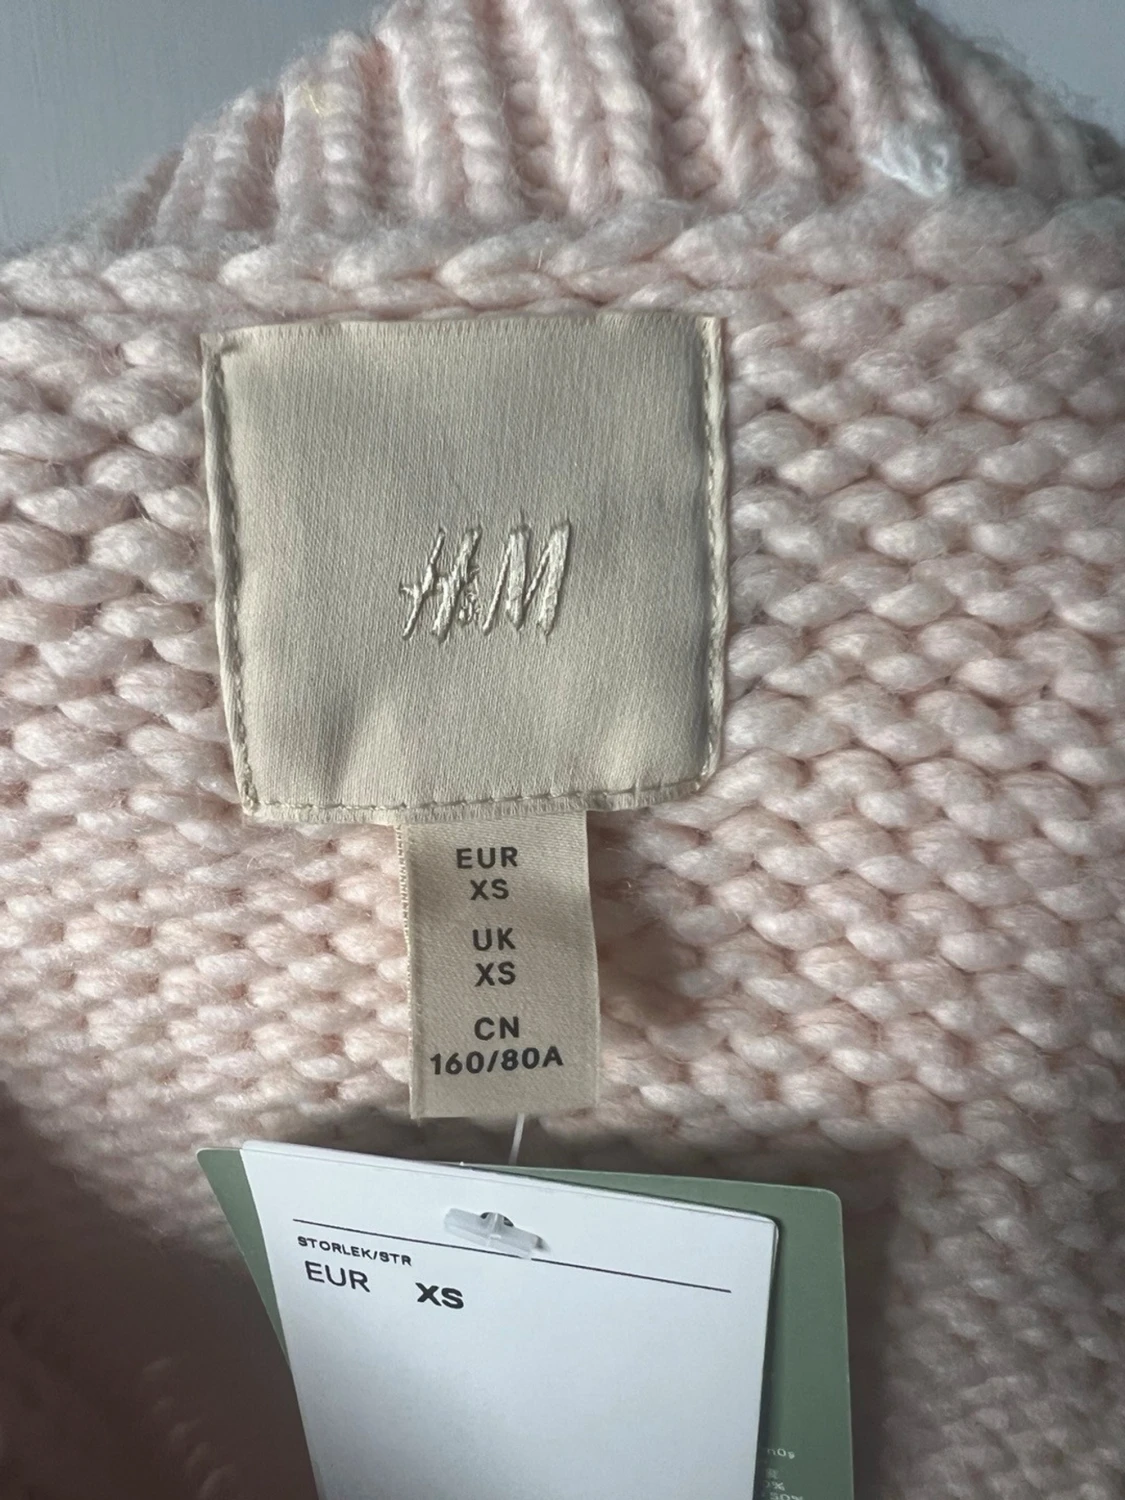 H&M
EUR
XS
UK
XS
CN
160/80A
STORLEK/STR
EUR XS